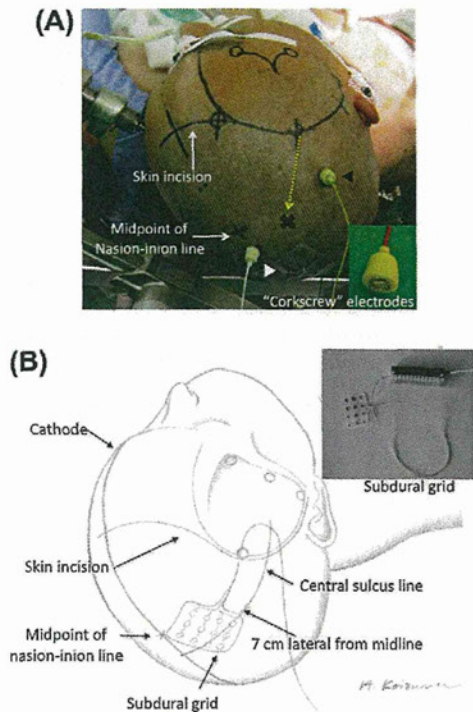 (A)
Skin incision
Midpoint of
Nasion-inion line
"Corkscrew" electrodes
(B)
Subdural grid
Cathode
Skin incision
Central sulcus line
Midpoint of
nasion-inion line
7 cm lateral from midline
Subdural grid